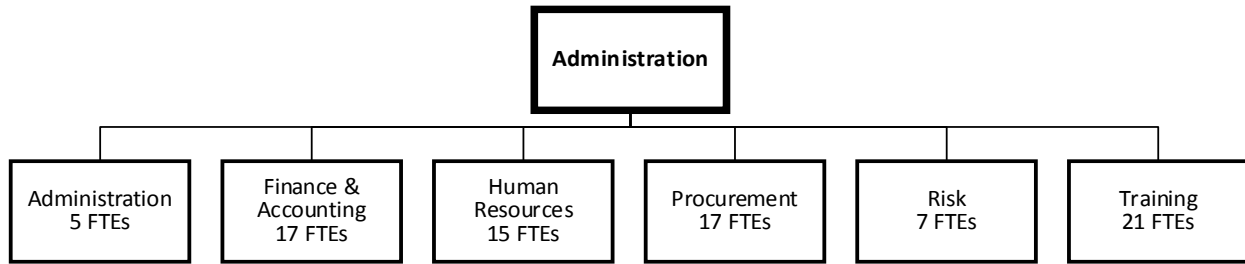 Administration
Administration
5 FTEs
Finance &
Accounting
17 FTEs
Human
Resources
15 FTEs
Procurement
17 FTEs
Risk
7 FTEs
Training
21 FTEs